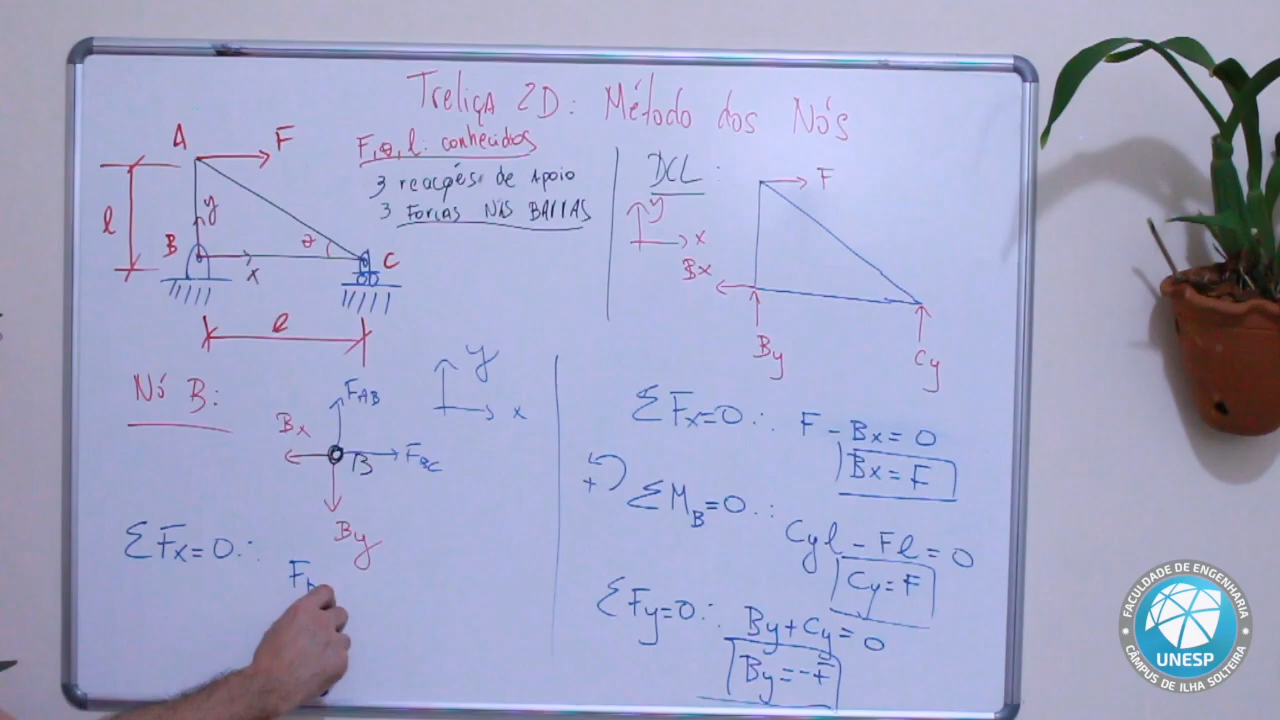 Treliça 2D: Método dos Nós
A
F
F, θ, l: conhecidos
3 reações de Apoio
3 Forças NAS BARRAS
l
y
B
θ
C
x
l
DCL:
y
x
F
Bx
By
Cy
Nó B:
y
x
FAB
Bx
B
FBC
By
ΣFx=0∴
F
ΣFx=0∴ F-Bx=0
Bx=F
+ ΣMB=0∴
Cyl-Fl=0
Cy=F
ΣFy=0∴ By+Cy=0
By=-F
FACULDADE DE ENGENHARIA
UNESP
CÂMPUS DE ILHA SOLTEIRA